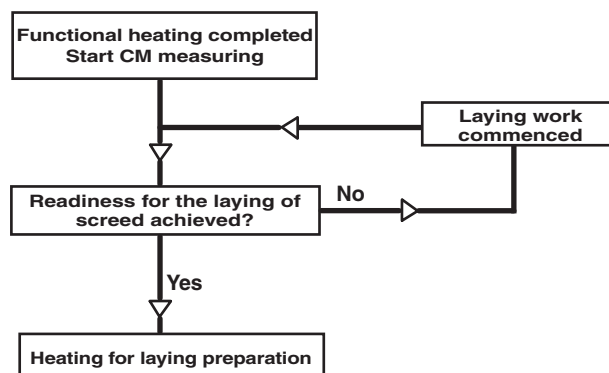 Functional heating completed
Start CM measuring
Laying work
commenced
Readiness for the laying of
screed achieved?
No
Yes
Heating for laying preparation